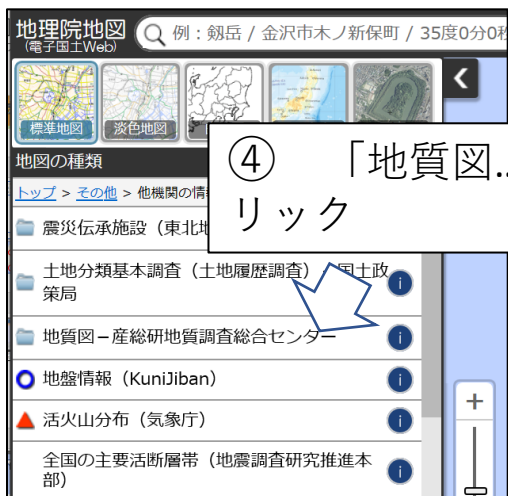 地理院地図
(電子国土Web)
例：剱岳 / 金沢市木ノ新保町 / 35度0分0秒
標準地図
淡色地図
地図の種類
トップ > その他 > 他機関の情
④ 「地質図..
リック
震災伝承施設（東北地
土地分類基本調査（土地履歴調査） 国土政
策局
地質図－産総研地質調査総合センター
地盤情報（KuniJiban）
活火山分布（気象庁）
全国の主要活断層帯（地震調査研究推進本
部）
+